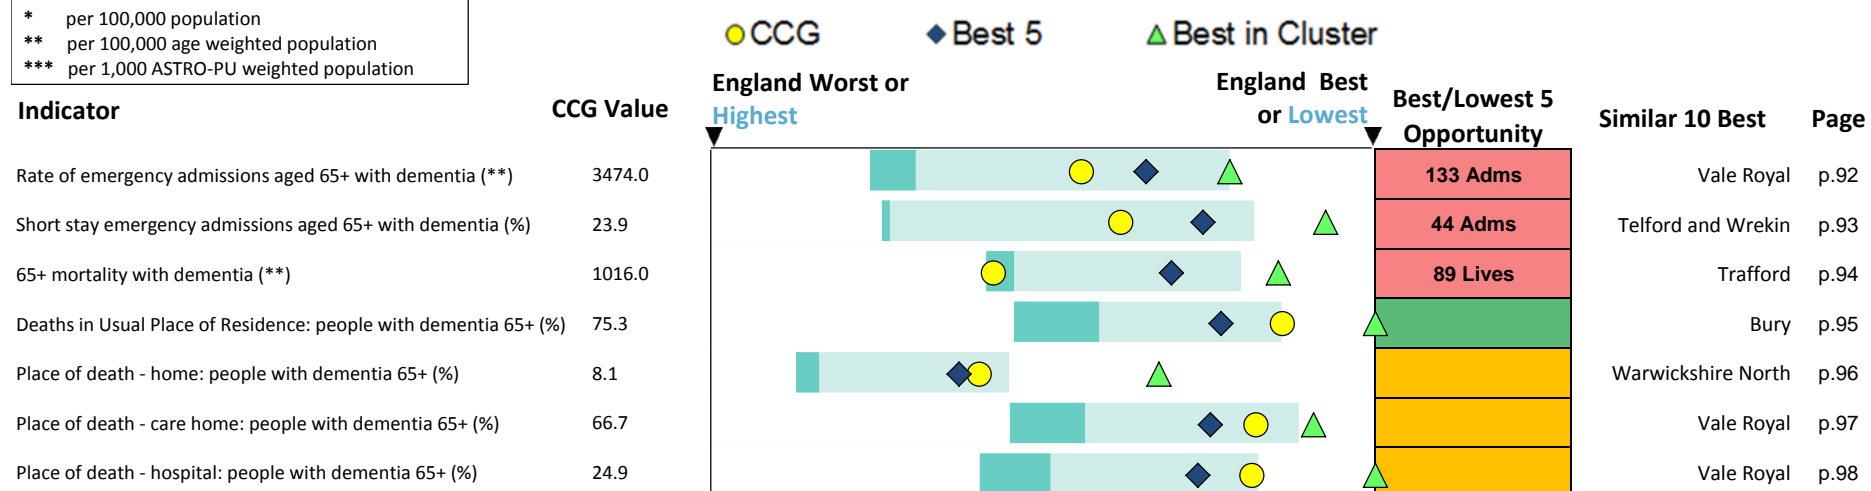 * per 100,000 population
** per 100,000 age weighted population
*** per 1,000 ASTRO-PU weighted population
CCG Best 5 Best in Cluster
Indicator CCG Value England Worst or Highest England Best or Lowest Best/Lowest 5 Opportunity Similar 10 Best Page
Rate of emergency admissions aged 65+ with dementia (**) 3474.0 133 Adms Vale Royal p.92
Short stay emergency admissions aged 65+ with dementia (%) 23.9 44 Adms Telford and Wrekin p.93
65+ mortality with dementia (**) 1016.0 89 Lives Trafford p.94
Deaths in Usual Place of Residence: people with dementia 65+ (%) 75.3 Bury p.95
Place of death - home: people with dementia 65+ (%) 8.1 Warwickshire North p.96
Place of death - care home: people with dementia 65+ (%) 66.7 Vale Royal p.97
Place of death - hospital: people with dementia 65+ (%) 24.9 Vale Royal p.98